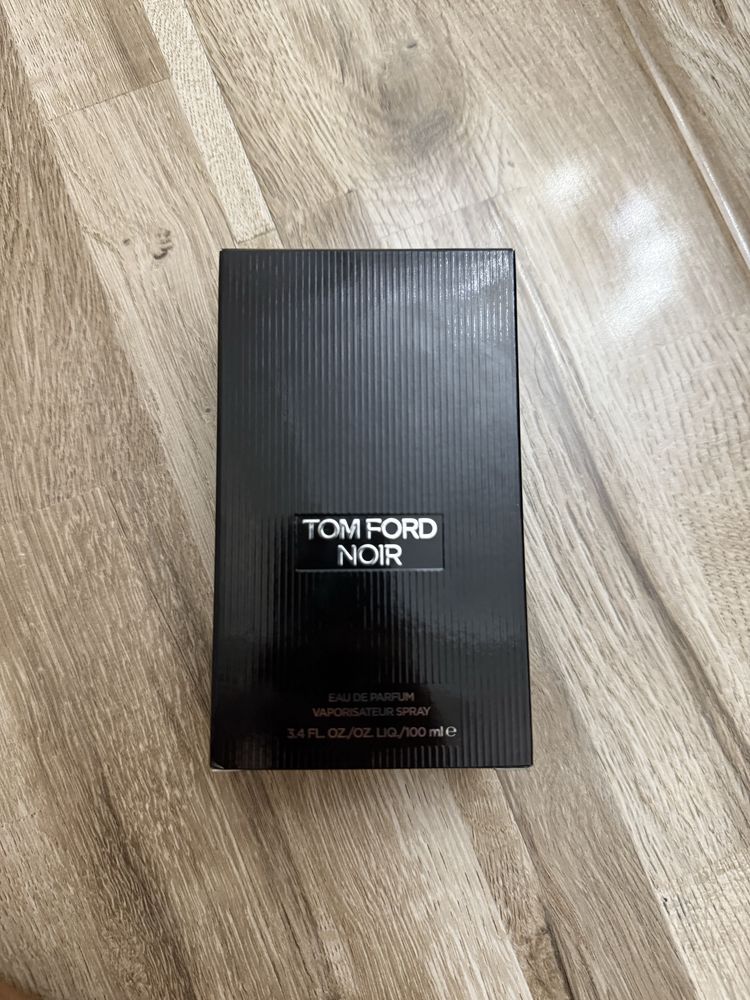 TOM FORD
NOIR
EAU DE PARFUM
VAPORISATEUR SPRAY
3.4 FL. OZ./OZ. LIQ./100 ml ℮